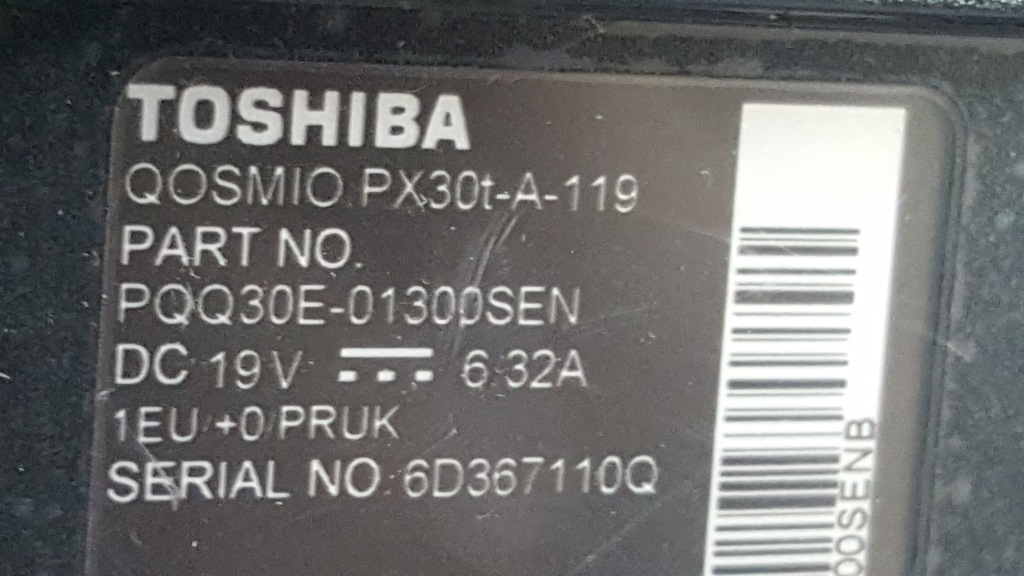 TOSHIBA
QOSMIO PX30t-A-119
PART NO.
PQQ30E-01300SEN
DC 19V 6.32A
1EU +0 PRUK
SERIAL NO. 6D367110Q
00SENB